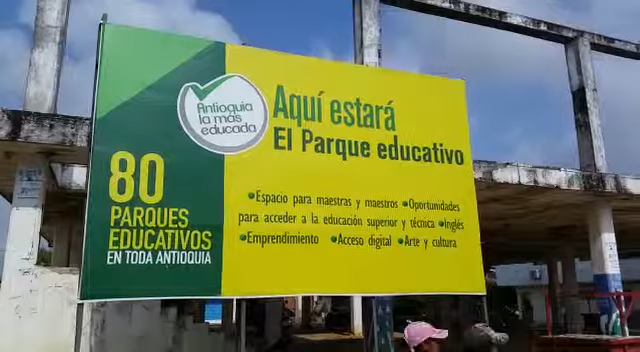 Antioquia
la más
educada
Aquí estará
El Parque educativo
80
PARQUES
EDUCATIVOS
EN TODA ANTIOQUIA
•Espacio para maestras y maestros •Oportunidades
para acceder a la educación superior y técnica •Inglés
•Emprendimiento •Acceso digital •Arte y cultura